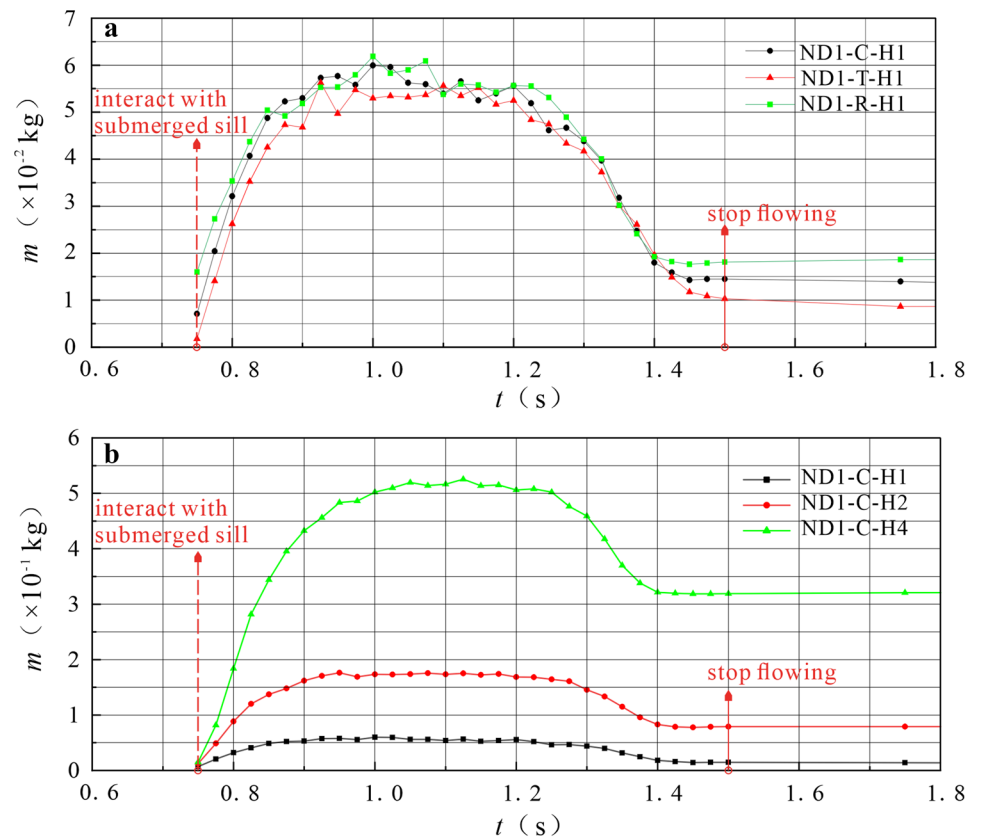 a
7
6
5
4
3
2
1
0
m (×10⁻² kg)
interact with
submerged sill
ND1-C-H1
ND1-T-H1
ND1-R-H1
stop flowing
0.6 0.8 1.0 1.2 1.4 1.6 1.8
t (s)
b
6
5
4
3
2
1
0
m (×10⁻¹ kg)
interact with
submerged sill
ND1-C-H1
ND1-C-H2
ND1-C-H4
stop flowing
0.6 0.8 1.0 1.2 1.4 1.6 1.8
t (s)